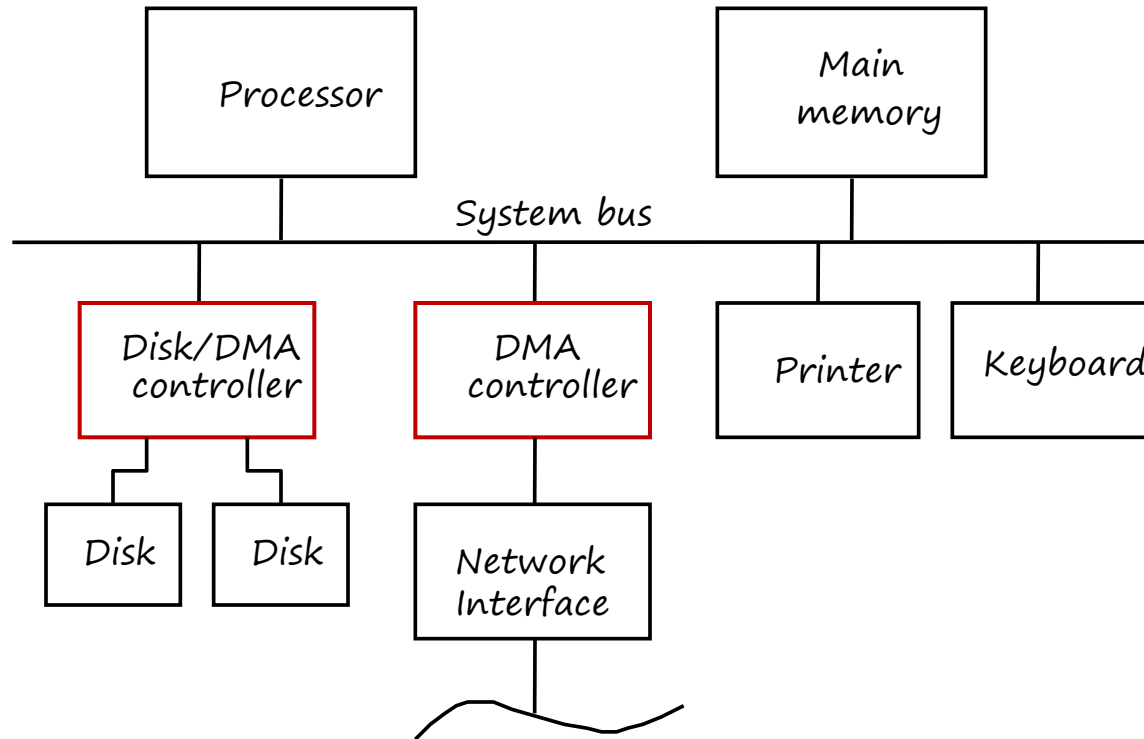 Processor
Main
memory
System bus
Disk/DMA
controller
DMA
controller
Printer
Keyboard
Disk
Disk
Network
Interface